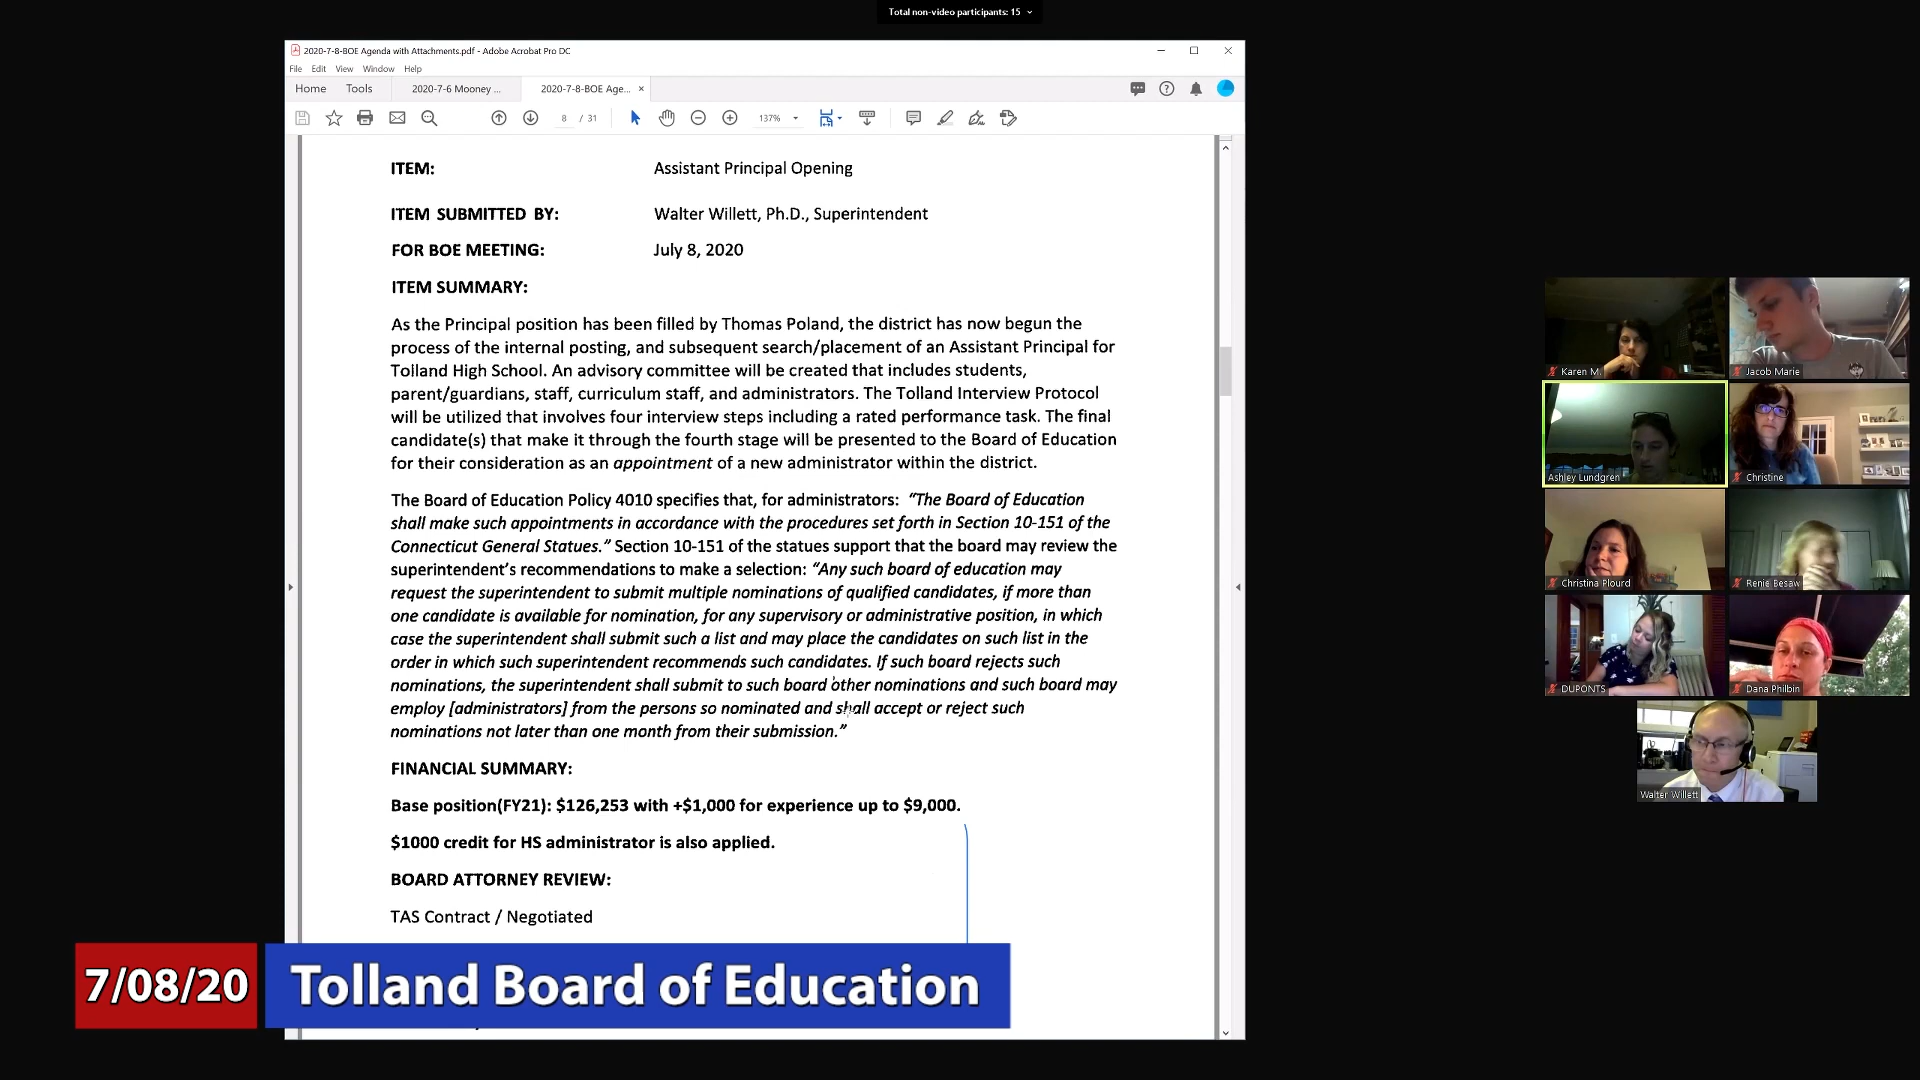 Total non-video participants: 15
2020-7-8-BOE Agenda with Attachments.pdf - Adobe Acrobat Pro DC
File Edit View Window Help
Home Tools 2020-7-6 Mooney ... 2020-7-8-BOE Age... ×
8 / 31 137%
ITEM: Assistant Principal Opening
ITEM SUBMITTED BY: Walter Willett, Ph.D., Superintendent
FOR BOE MEETING: July 8, 2020
ITEM SUMMARY:
As the Principal position has been filled by Thomas Poland, the district has now begun the
process of the internal posting, and subsequent search/placement of an Assistant Principal for
Tolland High School. An advisory committee will be created that includes students,
parent/guardians, staff, curriculum staff, and administrators. The Tolland Interview Protocol
will be utilized that involves four interview steps including a rated performance task. The final
candidate(s) that make it through the fourth stage will be presented to the Board of Education
for their consideration as an appointment of a new administrator within the district.
The Board of Education Policy 4010 specifies that, for administrators: “The Board of Education
shall make such appointments in accordance with the procedures set forth in Section 10-151 of the
Connecticut General Statues.” Section 10-151 of the statues support that the board may review the
superintendent’s recommendations to make a selection: “Any such board of education may
request the superintendent to submit multiple nominations of qualified candidates, if more than
one candidate is available for nomination, for any supervisory or administrative position, in which
case the superintendent shall submit such a list and may place the candidates on such list in the
order in which such superintendent recommends such candidates. If such board rejects such
nominations, the superintendent shall submit to such board other nominations and such board may
employ [administrators] from the persons so nominated and shall accept or reject such
nominations not later than one month from their submission.”
FINANCIAL SUMMARY:
Base position(FY21): $126,253 with +$1,000 for experience up to $9,000.
$1000 credit for HS administrator is also applied.
BOARD ATTORNEY REVIEW:
TAS Contract / Negotiated
7/08/20 Tolland Board of Education
Karen M.
Jacob Marie
Ashley Lundgren
Christine
Christina Plourd
Renie Besaw
DUPONTS
Dana Philbin
Walter Willett